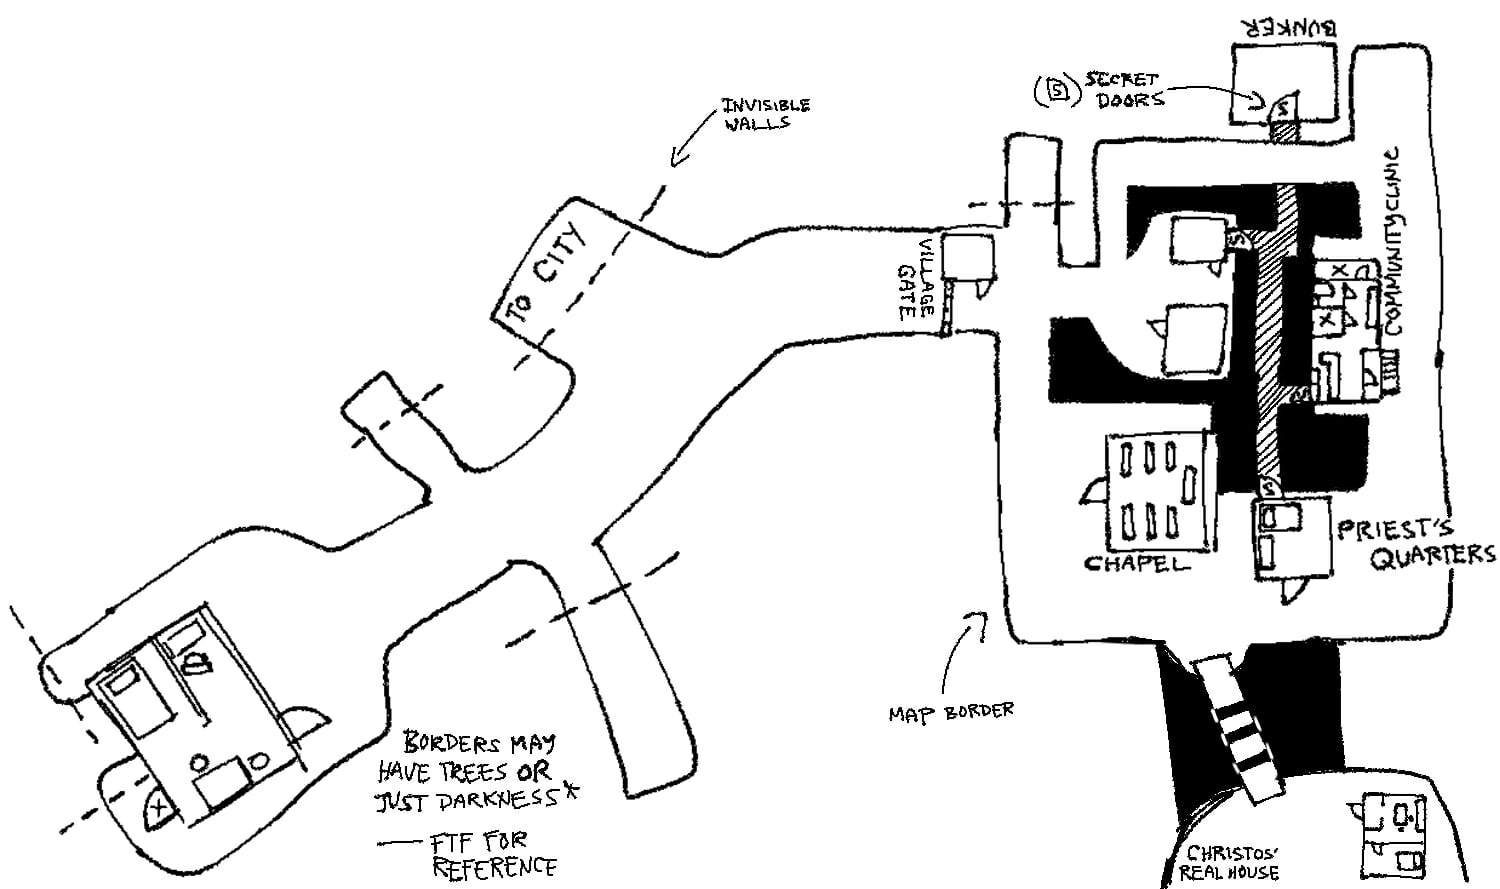 BUNKER
(S) SECRET
DOORS
INVISIBLE
WALLS
S
COMMUNITY CLINIC
TO CITY
VILLAGE
GATE
S
X
X
S
S
PRIEST'S
QUARTERS
CHAPEL
MAP BORDER
BORDERS MAY
HAVE TREES OR
JUST DARKNESS*
— FTF FOR
REFERENCE
CHRISTOS'
REAL HOUSE